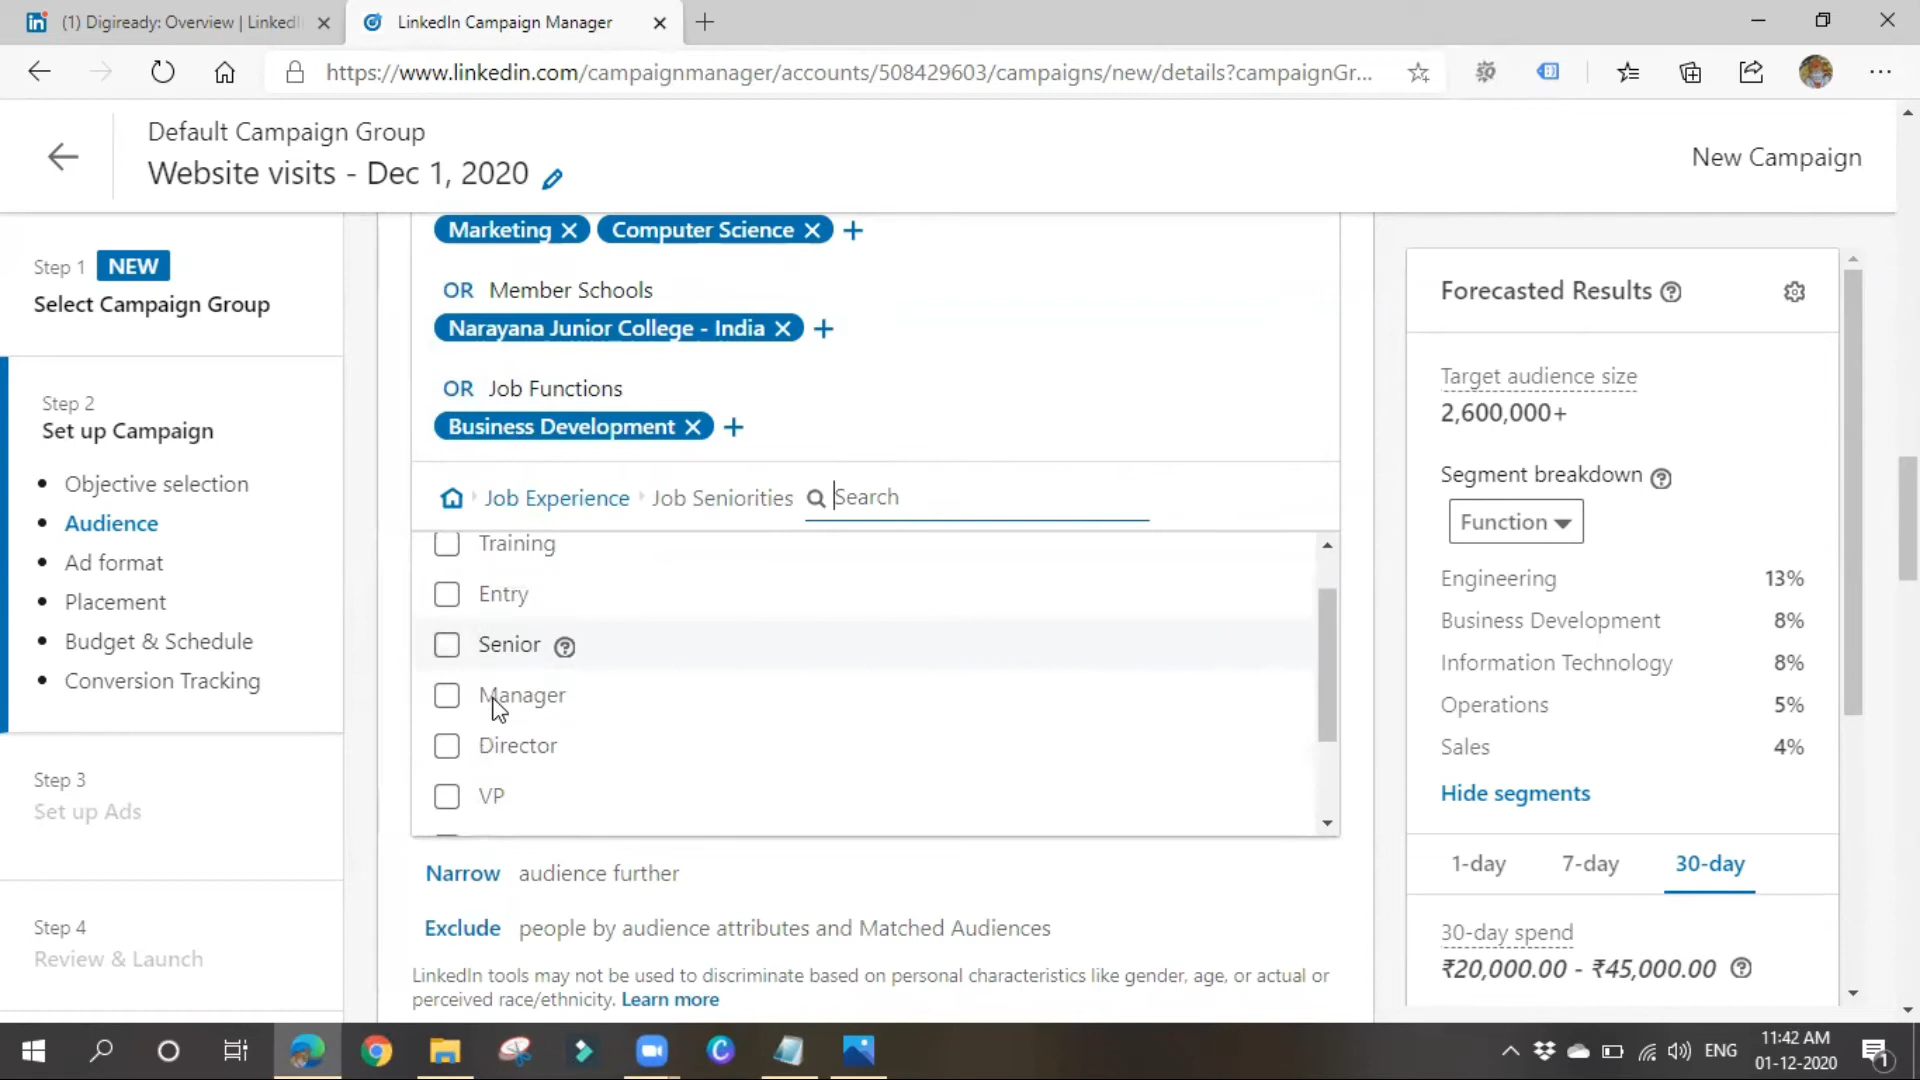 (1) Digiready: Overview | LinkedI
LinkedIn Campaign Manager
https://www.linkedin.com/campaignmanager/accounts/508429603/campaigns/new/details?campaignGr...
Default Campaign Group
Website visits - Dec 1, 2020
New Campaign
Step 1 NEW
Select Campaign Group
Step 2
Set up Campaign
Objective selection
Audience
Ad format
Placement
Budget & Schedule
Conversion Tracking
Step 3
Set up Ads
Step 4
Review & Launch
Marketing Computer Science
OR Member Schools
Narayana Junior College - India
OR Job Functions
Business Development
Job Experience Job Seniorities Search
Training
Entry
Senior
Manager
Director
VP
Narrow audience further
Exclude people by audience attributes and Matched Audiences
LinkedIn tools may not be used to discriminate based on personal characteristics like gender, age, or actual or
perceived race/ethnicity. Learn more
Forecasted Results
Target audience size
2,600,000+
Segment breakdown
Function
Engineering 13%
Business Development 8%
Information Technology 8%
Operations 5%
Sales 4%
Hide segments
1-day 7-day 30-day
30-day spend
₹20,000.00 - ₹45,000.00
ENG
11:42 AM
01-12-2020
1